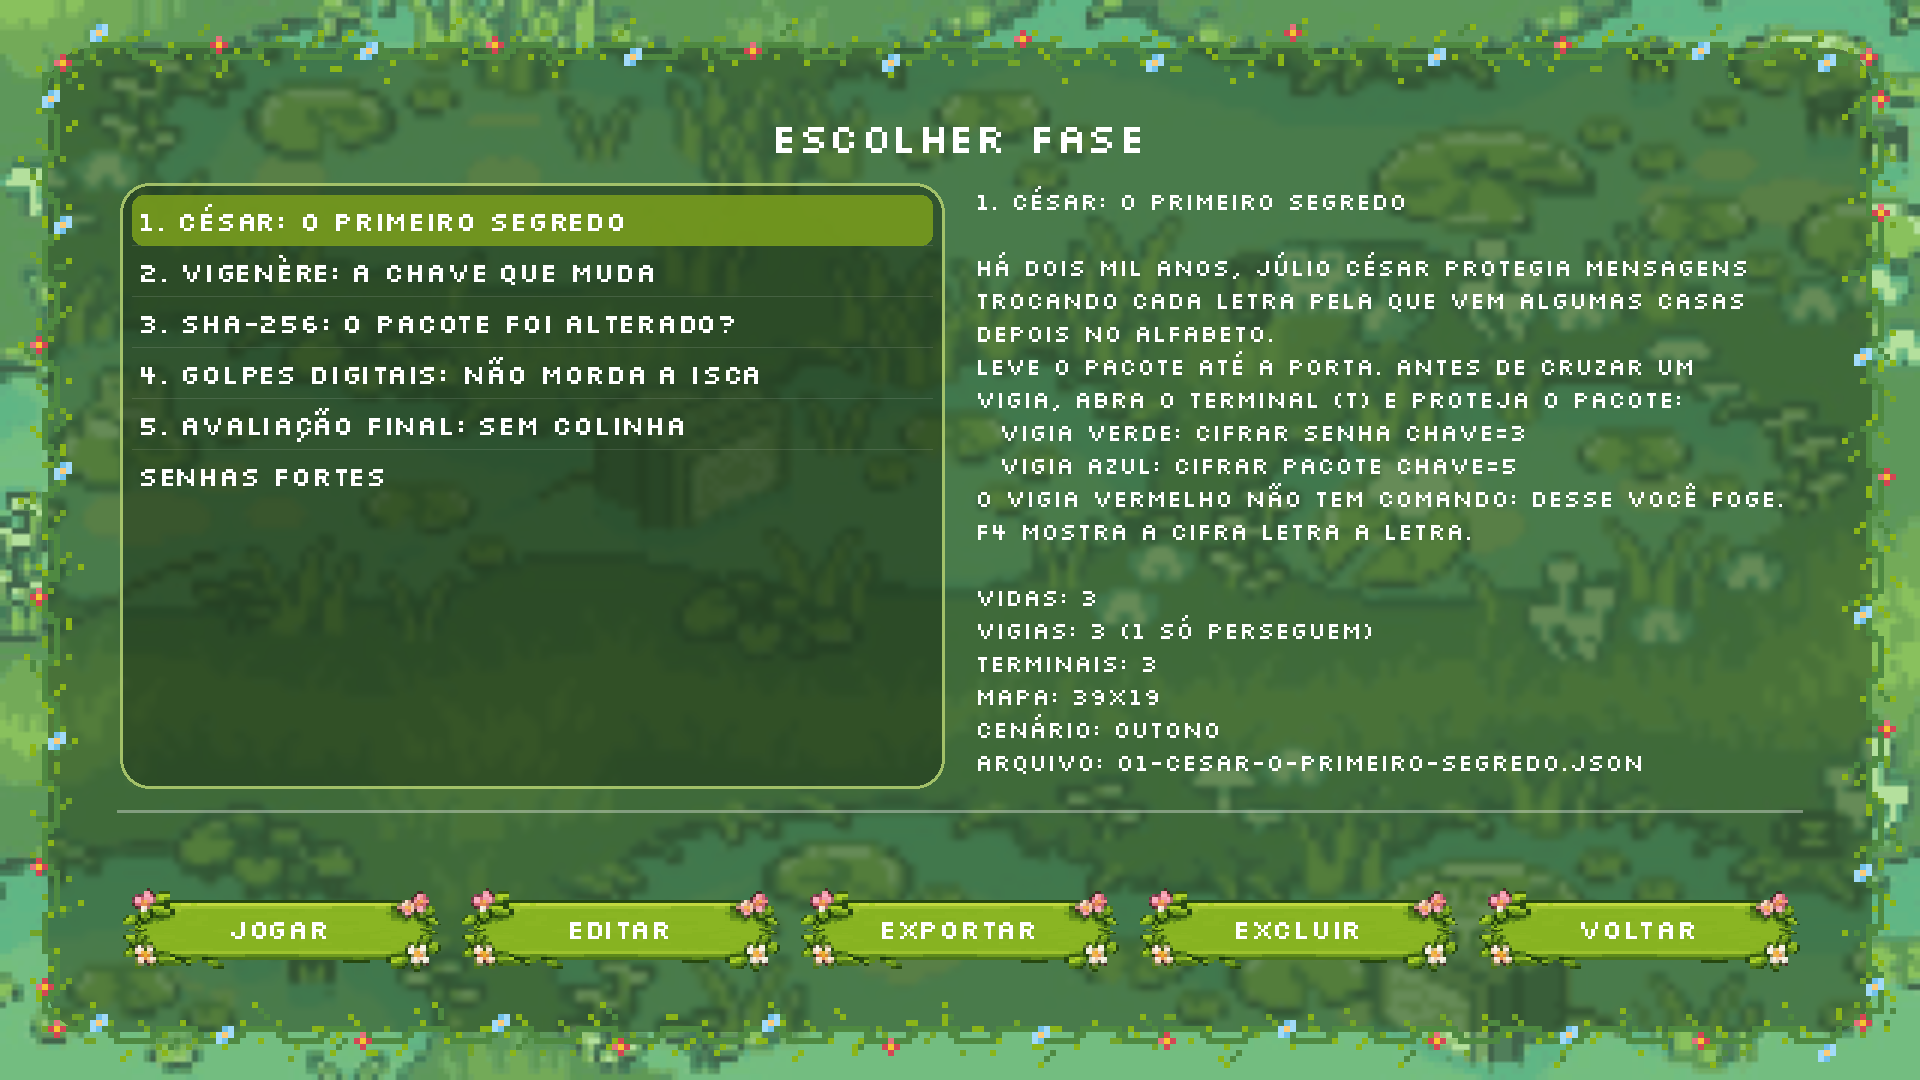 ESCOLHER FASE
1. CÉSAR: O PRIMEIRO SEGREDO
2. VIGENÈRE: A CHAVE QUE MUDA
3. SHA-256: O PACOTE FOI ALTERADO?
4. GOLPES DIGITAIS: NÃO MORDA A ISCA
5. AVALIAÇÃO FINAL: SEM COLINHA
SENHAS FORTES
1. CÉSAR: O PRIMEIRO SEGREDO
HÁ DOIS MIL ANOS, JÚLIO CÉSAR PROTEGIA MENSAGENS
TROCANDO CADA LETRA PELA QUE VEM ALGUMAS CASAS
DEPOIS NO ALFABETO.
LEVE O PACOTE ATÉ A PORTA. ANTES DE CRUZAR UM
VIGIA, ABRA O TERMINAL (T) E PROTEJA O PACOTE:
VIGIA VERDE: CIFRAR SENHA CHAVE=3
VIGIA AZUL: CIFRAR PACOTE CHAVE=5
O VIGIA VERMELHO NÃO TEM COMANDO: DESSE VOCÊ FOGE.
F4 MOSTRA A CIFRA LETRA A LETRA.
VIDAS: 3
VIGIAS: 3 (1 SÓ PERSEGUEM)
TERMINAIS: 3
MAPA: 39X19
CENÁRIO: OUTONO
ARQUIVO: 01-CESAR-O-PRIMEIRO-SEGREDO.JSON
JOGAR
EDITAR
EXPORTAR
EXCLUIR
VOLTAR